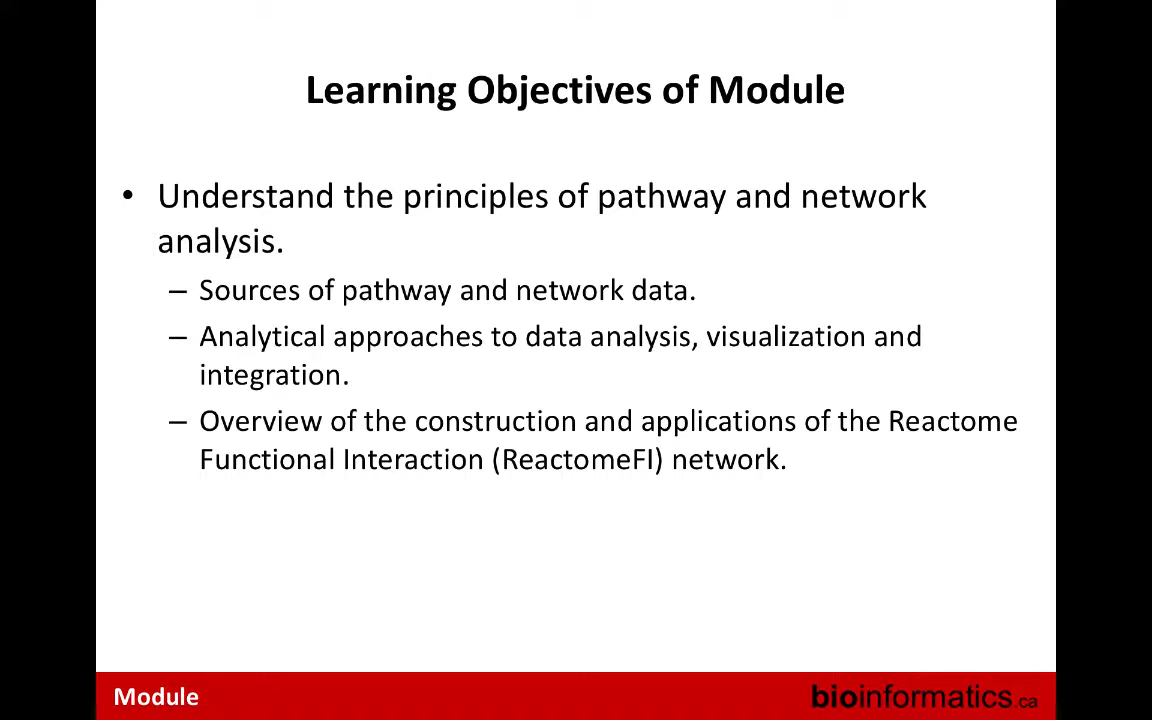 Learning Objectives of Module
• Understand the principles of pathway and network
analysis.
– Sources of pathway and network data.
– Analytical approaches to data analysis, visualization and
integration.
– Overview of the construction and applications of the Reactome
Functional Interaction (ReactomeFI) network.
Module
bioinformatics.ca